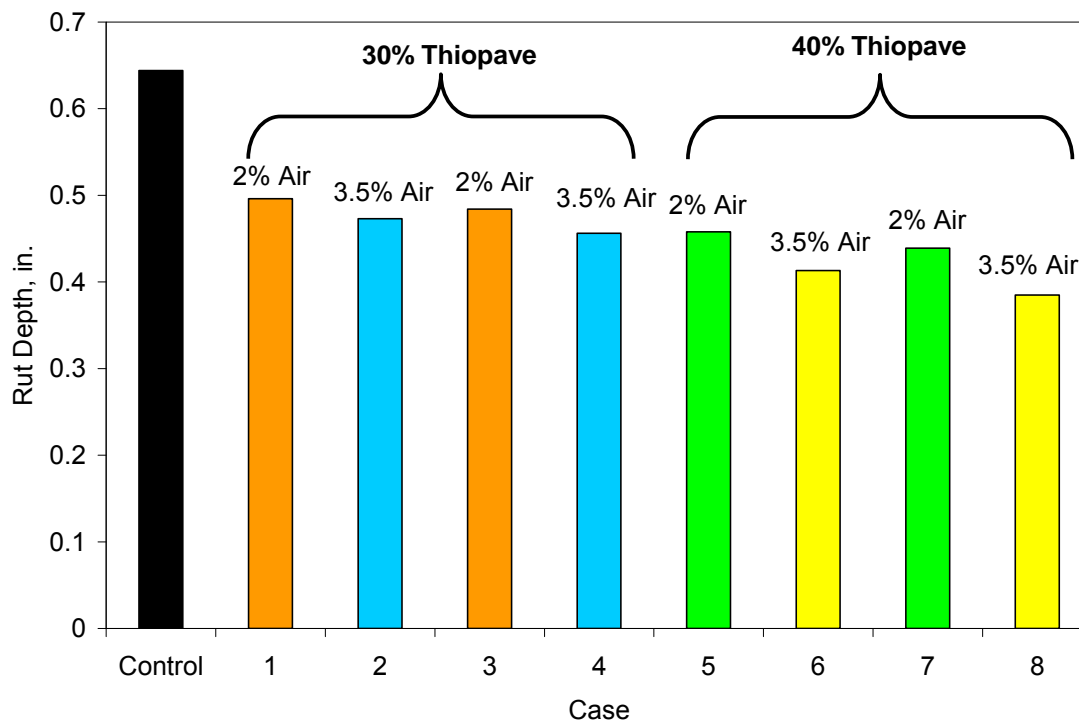 0.7
0.6
0.5
0.4
0.3
0.2
0.1
0
Rut Depth, in.
30% Thiopave
40% Thiopave
2% Air
3.5% Air
2% Air
3.5% Air
2% Air
3.5% Air
2% Air
3.5% Air
Control 1 2 3 4 5 6 7 8
Case